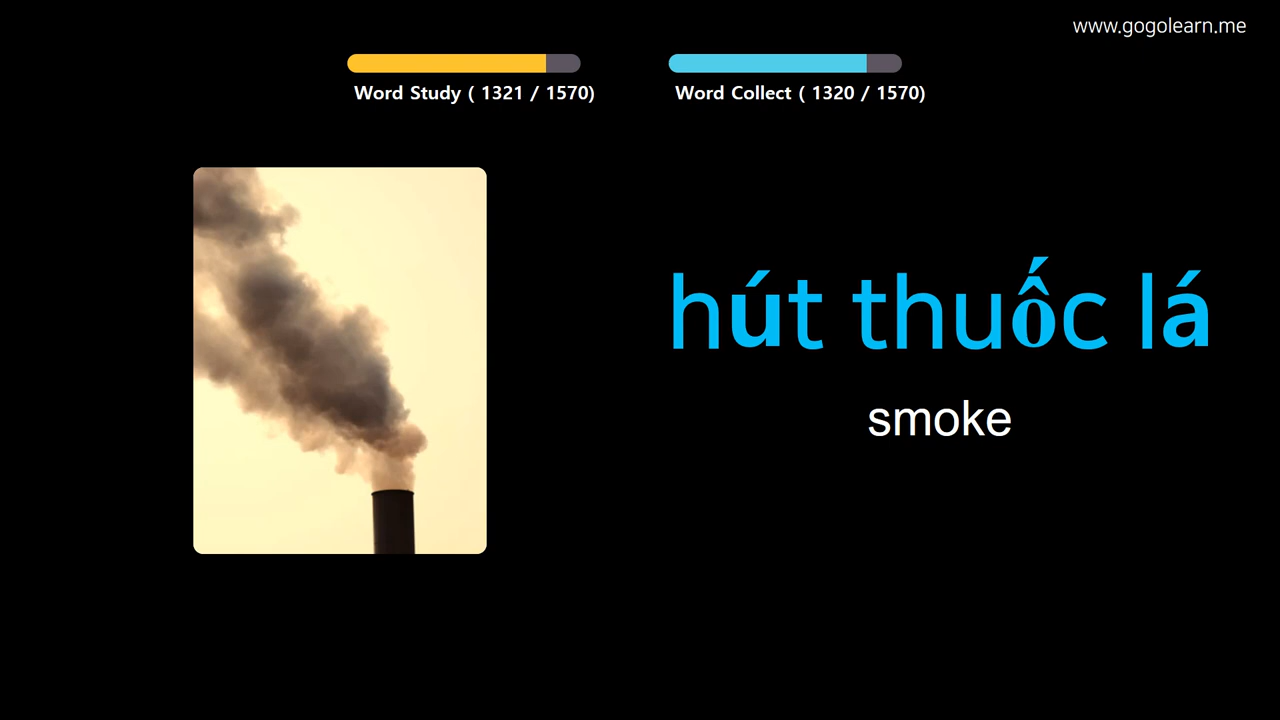 www.gogolearn.me
Word Study ( 1321 / 1570)
Word Collect ( 1320 / 1570)
hút thuốc lá
smoke